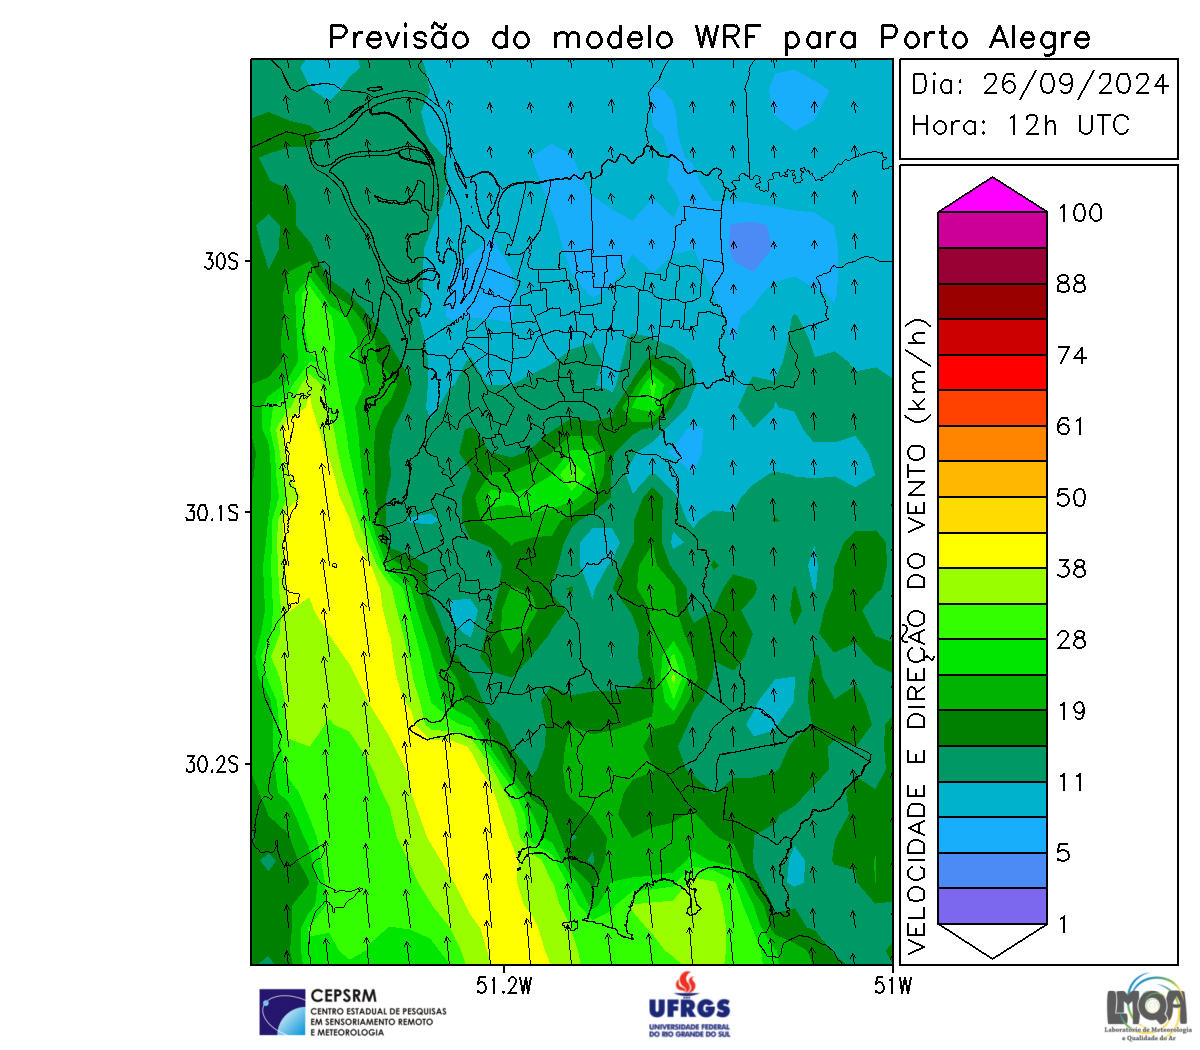 Previsão do modelo WRF para Porto Alegre
Dia: 26/09/2024
Hora: 12h UTC
30S
30.1S
30.2S
51.2W
51W
VELOCIDADE E DIREÇÃO DO VENTO (km/h)
100
88
74
61
50
38
28
19
11
5
1
CEPSRM
CENTRO ESTADUAL DE PESQUISAS
EM SENSORIAMENTO REMOTO
E METEOROLOGIA
UFRGS
UNIVERSIDADE FEDERAL
DO RIO GRANDE DO SUL
LMQA
Laboratório de Meteorologia
e Qualidade do Ar